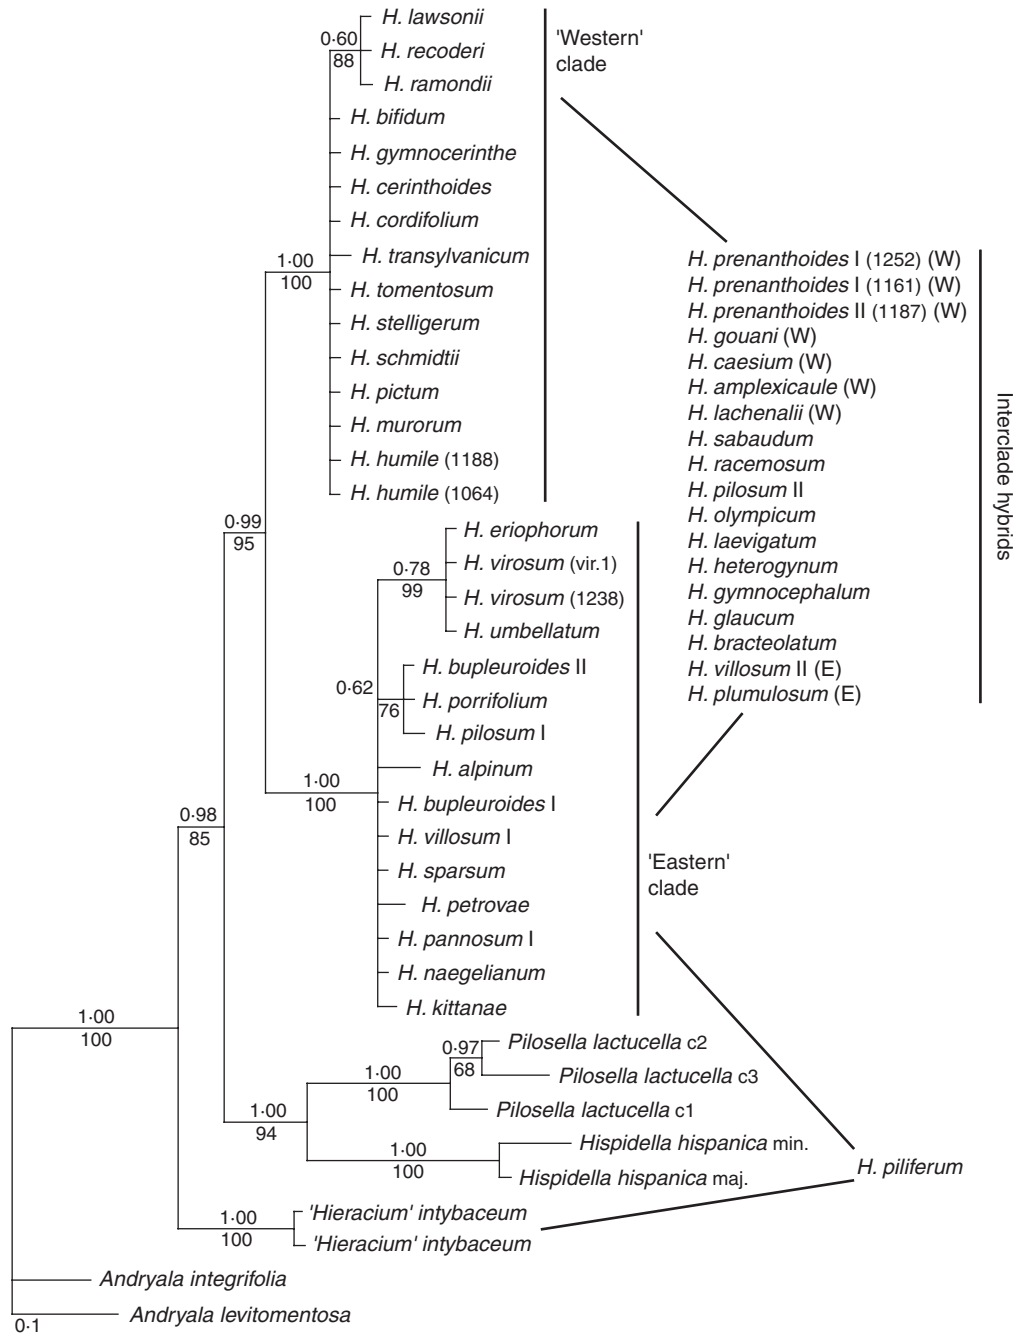 H. lawsonii
0·60
H. recoderi
88
H. ramondii
H. bifidum
H. gymnocerinthe
H. cerinthoides
H. cordifolium
1·00
H. transylvanicum
100
H. tomentosum
H. stelligerum
H. schmidtii
H. pictum
H. murorum
H. humile (1188)
H. humile (1064)
'Western'
clade
0·99
95
H. eriophorum
0·78
H. virosum (vir.1)
99
H. virosum (1238)
H. umbellatum
H. bupleuroides II
0·62
H. porrifolium
76
H. pilosum I
H. alpinum
1·00
100
H. bupleuroides I
H. villosum I
H. sparsum
H. petrovae
H. pannosum I
H. naegelianum
H. kittanae
'Eastern'
clade
H. prenanthoides I (1252) (W)
H. prenanthoides I (1161) (W)
H. prenanthoides II (1187) (W)
H. gouani (W)
H. caesium (W)
H. amplexicaule (W)
H. lachenalii (W)
H. sabaudum
H. racemosum
H. pilosum II
H. olympicum
H. laevigatum
H. heterogynum
H. gymnocephalum
H. glaucum
H. bracteolatum
H. villosum II (E)
H. plumulosum (E)
Interclade hybrids
0·98
85
1·00
100
Pilosella lactucella c2
0·97
68
Pilosella lactucella c3
1·00
100
Pilosella lactucella c1
1·00
94
Hispidella hispanica min.
1·00
100
Hispidella hispanica maj.
H. piliferum
'Hieracium' intybaceum
1·00
100
'Hieracium' intybaceum
Andryala integrifolia
Andryala levitomentosa
0·1